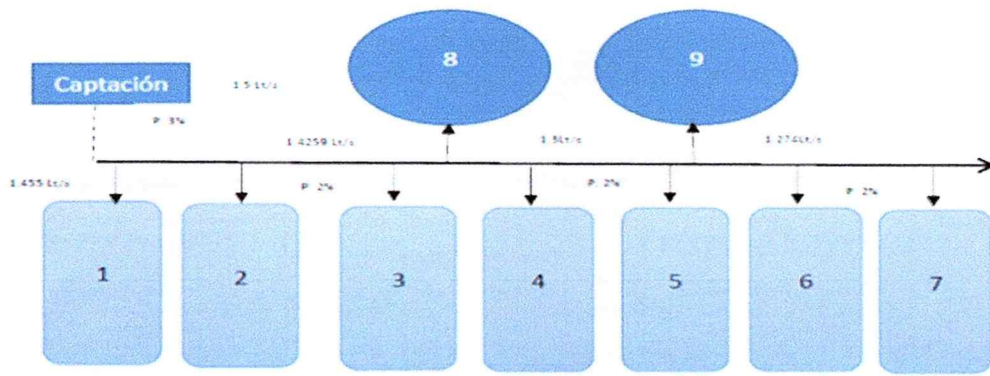 8
9
Captación
1.5 Lt/s
P: 3%
1.4259 Lt/s
1.3Lt/s
1.274Lt/s
1.455 Lt/s
P: 2%
P: 2%
P: 2%
1
2
3
4
5
6
7